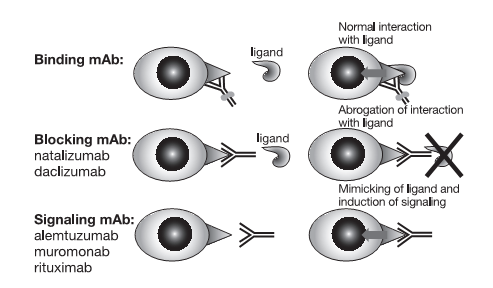 Normal interaction
with ligand
Binding mAb:
ligand
Abrogation of interaction
with ligand
Blocking mAb:
natalizumab
daclizumab
ligand
Mimicking of ligand and
induction of signaling
Signaling mAb:
alemtuzumab
muromonab
rituximab